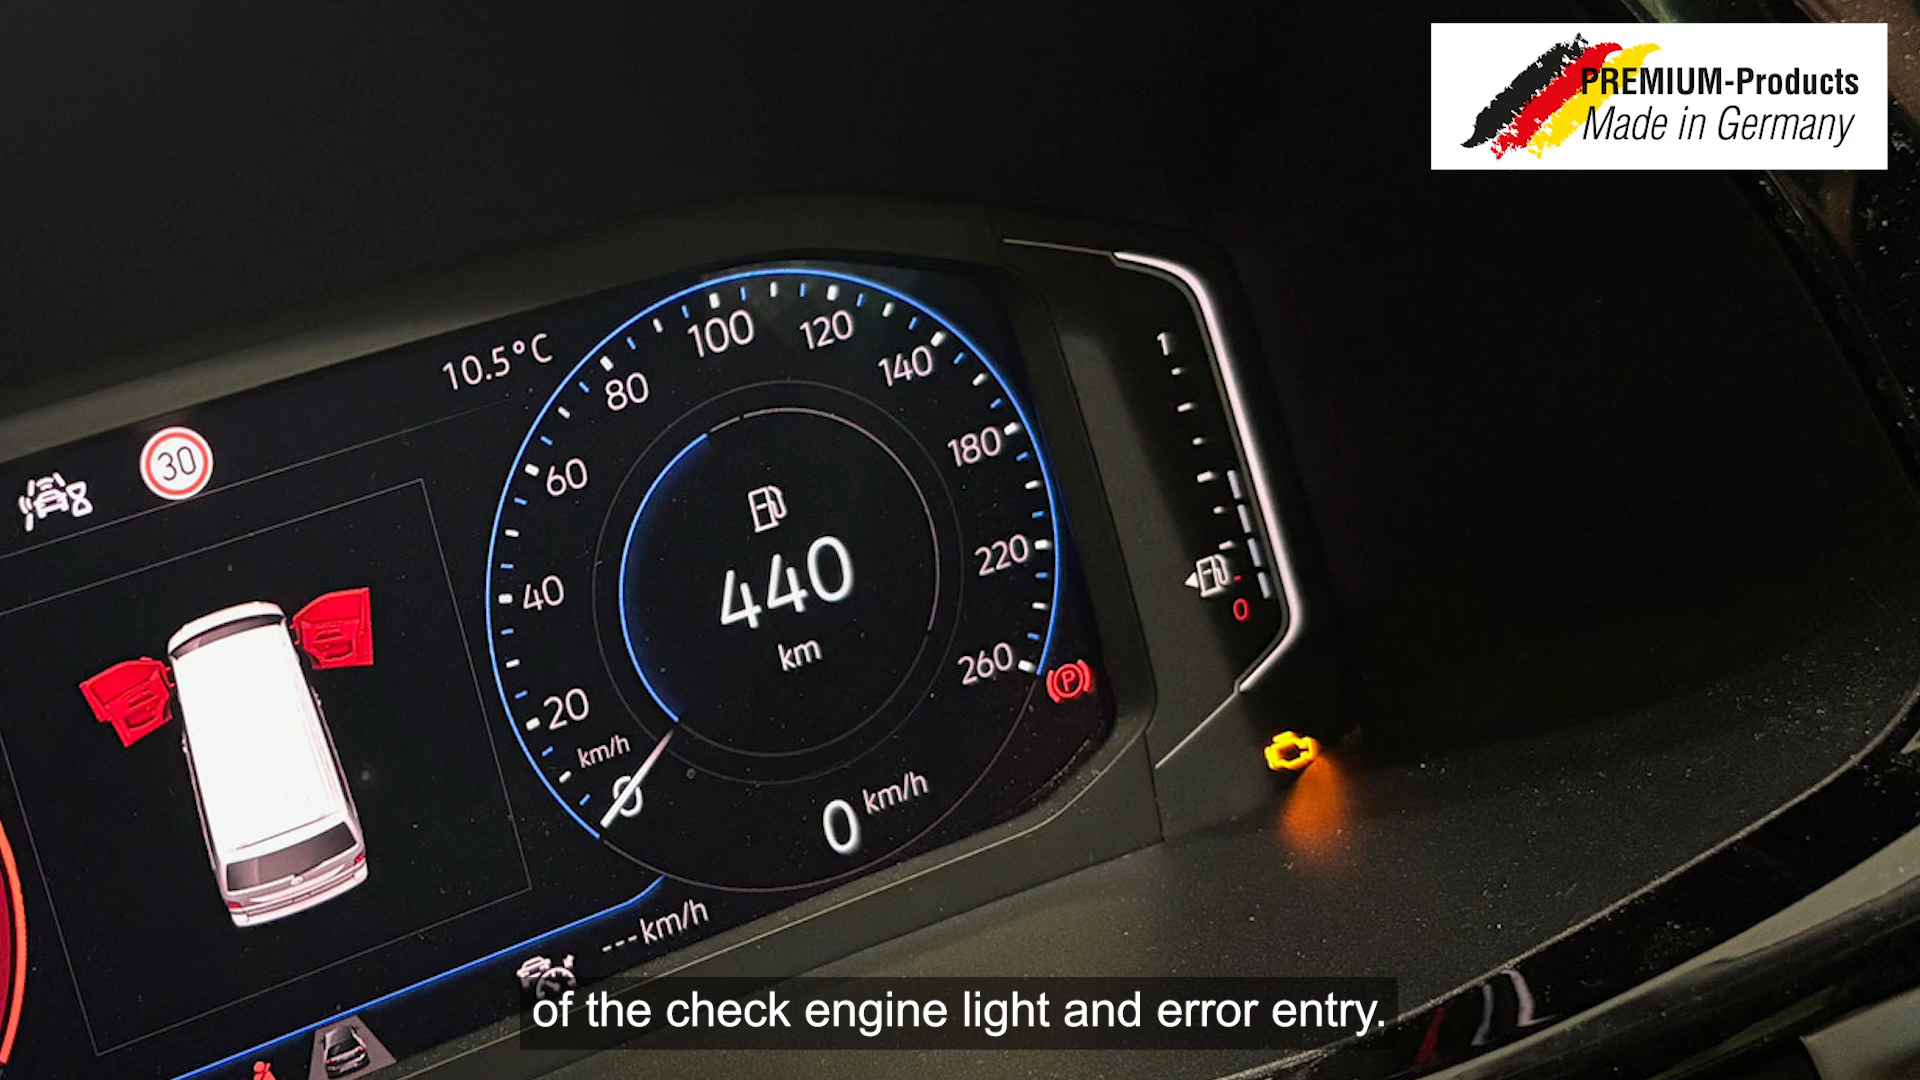 PREMIUM-Products
Made in Germany
10.5°C
30
8
100
120
80
140
60
180
40
220
20
260
440
km
km/h
0
0 km/h
--- km/h
1
0
P
of the check engine light and error entry.